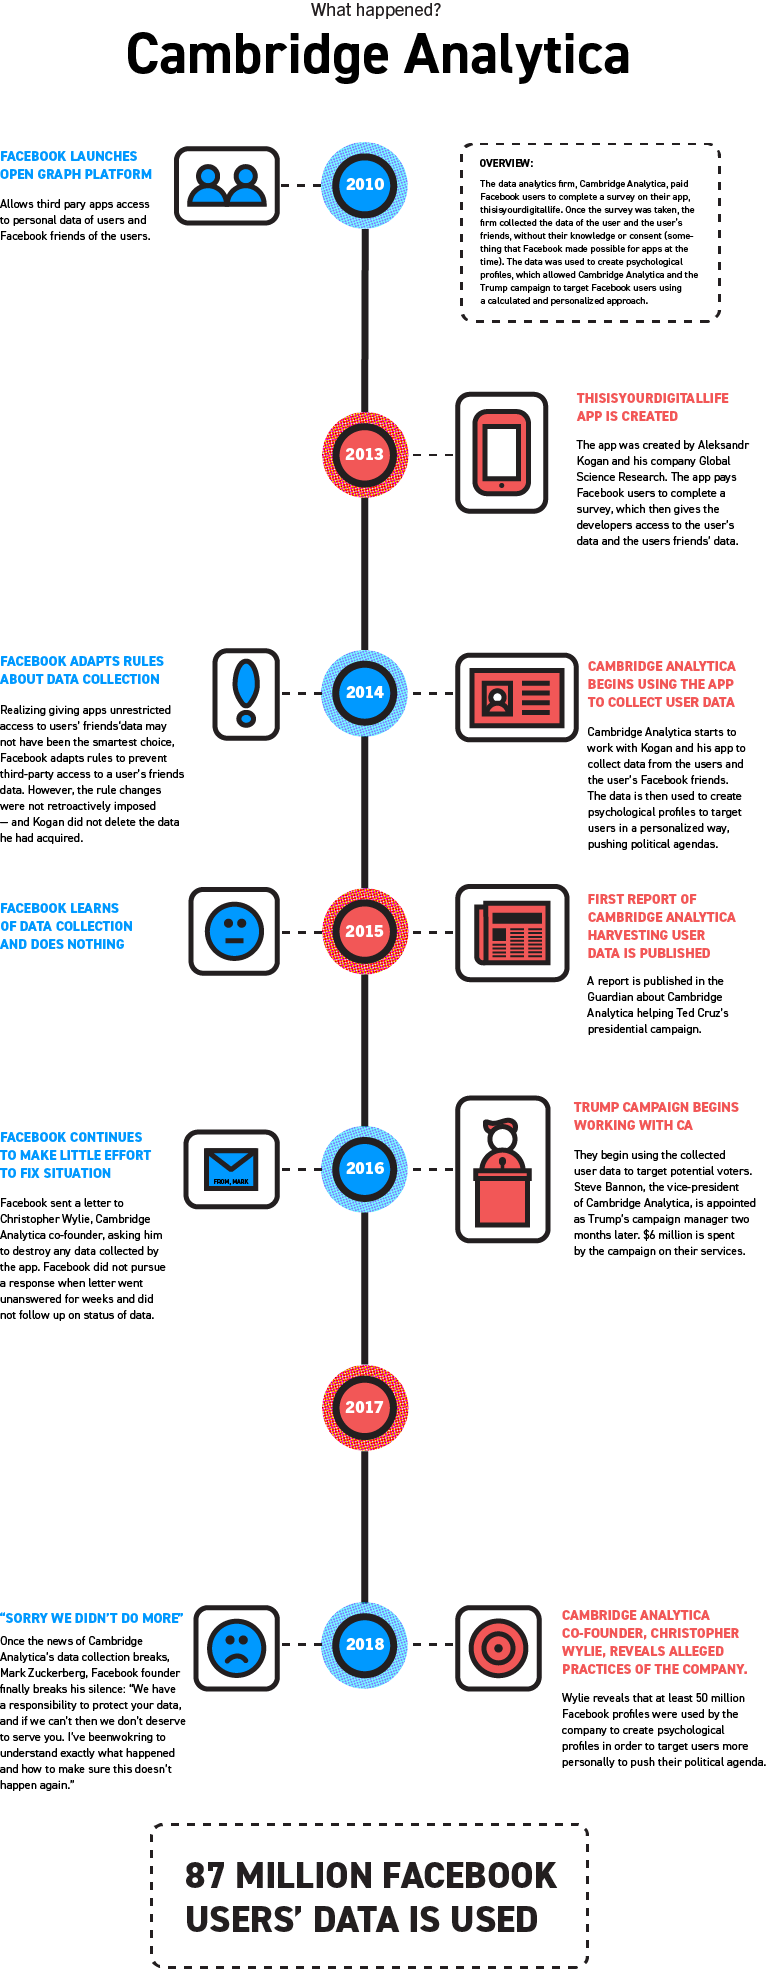 What happened?
Cambridge Analytica
FACEBOOK LAUNCHES
OPEN GRAPH PLATFORM
Allows third pary apps access
to personal data of users and
Facebook friends of the users.
2010
OVERVIEW:
The data analytics firm, Cambridge Analytica, paid
Facebook users to complete a survey on their app,
thisisyourdigitallife. Once the survey was taken, the
firm collected the data of the user and the user's
friends, without their knowledge or consent (some-
thing that Facebook made possible for apps at the
time). The data was used to create psychological
profiles, which allowed Cambridge Analytica and the
Trump campaign to target Facebook users using
a calculated and personalized approach.
2013
THISISYOURDIGITALLIFE
APP IS CREATED
The app was created by Aleksandr
Kogan and his company Global
Science Research. The app pays
Facebook users to complete a
survey, which then gives the
developers access to the user's
data and the users friends' data.
FACEBOOK ADAPTS RULES
ABOUT DATA COLLECTION
Realizing giving apps unrestricted
access to users' friends'data may
not have been the smartest choice,
Facebook adapts rules to prevent
third-party access to a user's friends
data. However, the rule changes
were not retroactively imposed
— and Kogan did not delete the data
he had acquired.
2014
CAMBRIDGE ANALYTICA
BEGINS USING THE APP
TO COLLECT USER DATA
Cambridge Analytica starts to
work with Kogan and his app to
collect data from the users and
the user's Facebook friends.
The data is then used to create
psychological profiles to target
users in a personalized way,
pushing political agendas.
FACEBOOK LEARNS
OF DATA COLLECTION
AND DOES NOTHING
2015
FIRST REPORT OF
CAMBRIDGE ANALYTICA
HARVESTING USER
DATA IS PUBLISHED
A report is published in the
Guardian about Cambridge
Analytica helping Ted Cruz's
presidential campaign.
FACEBOOK CONTINUES
TO MAKE LITTLE EFFORT
TO FIX SITUATION
Facebook sent a letter to
Christopher Wylie, Cambridge
Analytica co-founder, asking him
to destroy any data collected by
the app. Facebook did not pursue
a response when letter went
unanswered for weeks and did
not follow up on status of data.
FROM, MARK
2016
TRUMP CAMPAIGN BEGINS
WORKING WITH CA
They begin using the collected
user data to target potential voters.
Steve Bannon, the vice-president
of Cambridge Analytica, is appointed
as Trump's campaign manager two
months later. $6 million is spent
by the campaign on their services.
2017
"SORRY WE DIDN'T DO MORE"
Once the news of Cambridge
Analytica's data collection breaks,
Mark Zuckerberg, Facebook founder
finally breaks his silence: "We have
a responsibility to protect your data,
and if we can't then we don't deserve
to serve you. I've beenwokring to
understand exactly what happened
and how to make sure this doesn't
happen again."
2018
CAMBRIDGE ANALYTICA
CO-FOUNDER, CHRISTOPHER
WYLIE, REVEALS ALLEGED
PRACTICES OF THE COMPANY.
Wylie reveals that at least 50 million
Facebook profiles were used by the
company to create psychological
profiles in order to target users more
personally to push their political agenda.
87 MILLION FACEBOOK
USERS' DATA IS USED